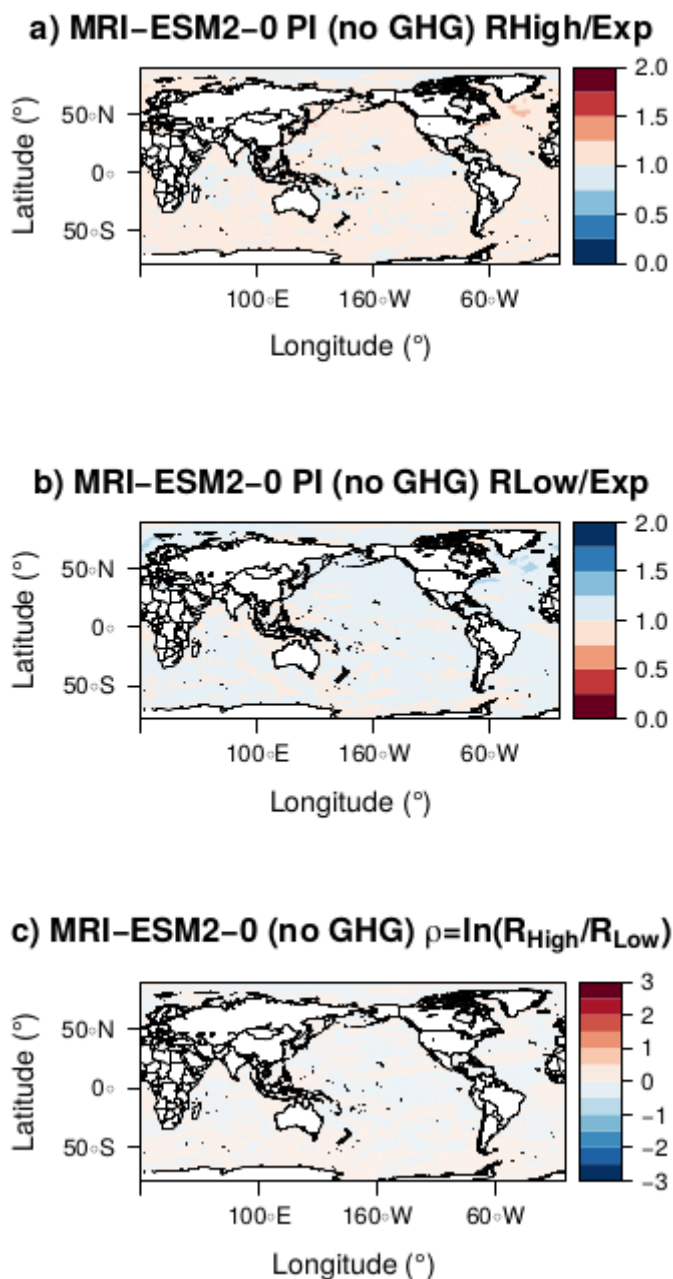 a) MRI−ESM2−0 PI (no GHG) RHigh/Exp
Latitude (°)
50°N
0°
50°S
100°E 160°W 60°W
Longitude (°)
2.0
1.5
1.0
0.5
0.0
b) MRI−ESM2−0 PI (no GHG) RLow/Exp
Latitude (°)
50°N
0°
50°S
100°E 160°W 60°W
Longitude (°)
2.0
1.5
1.0
0.5
0.0
c) MRI−ESM2−0 (no GHG) ρ=ln(R_High/R_Low)
Latitude (°)
50°N
0°
50°S
100°E 160°W 60°W
Longitude (°)
3
2
1
0
−1
−2
−3